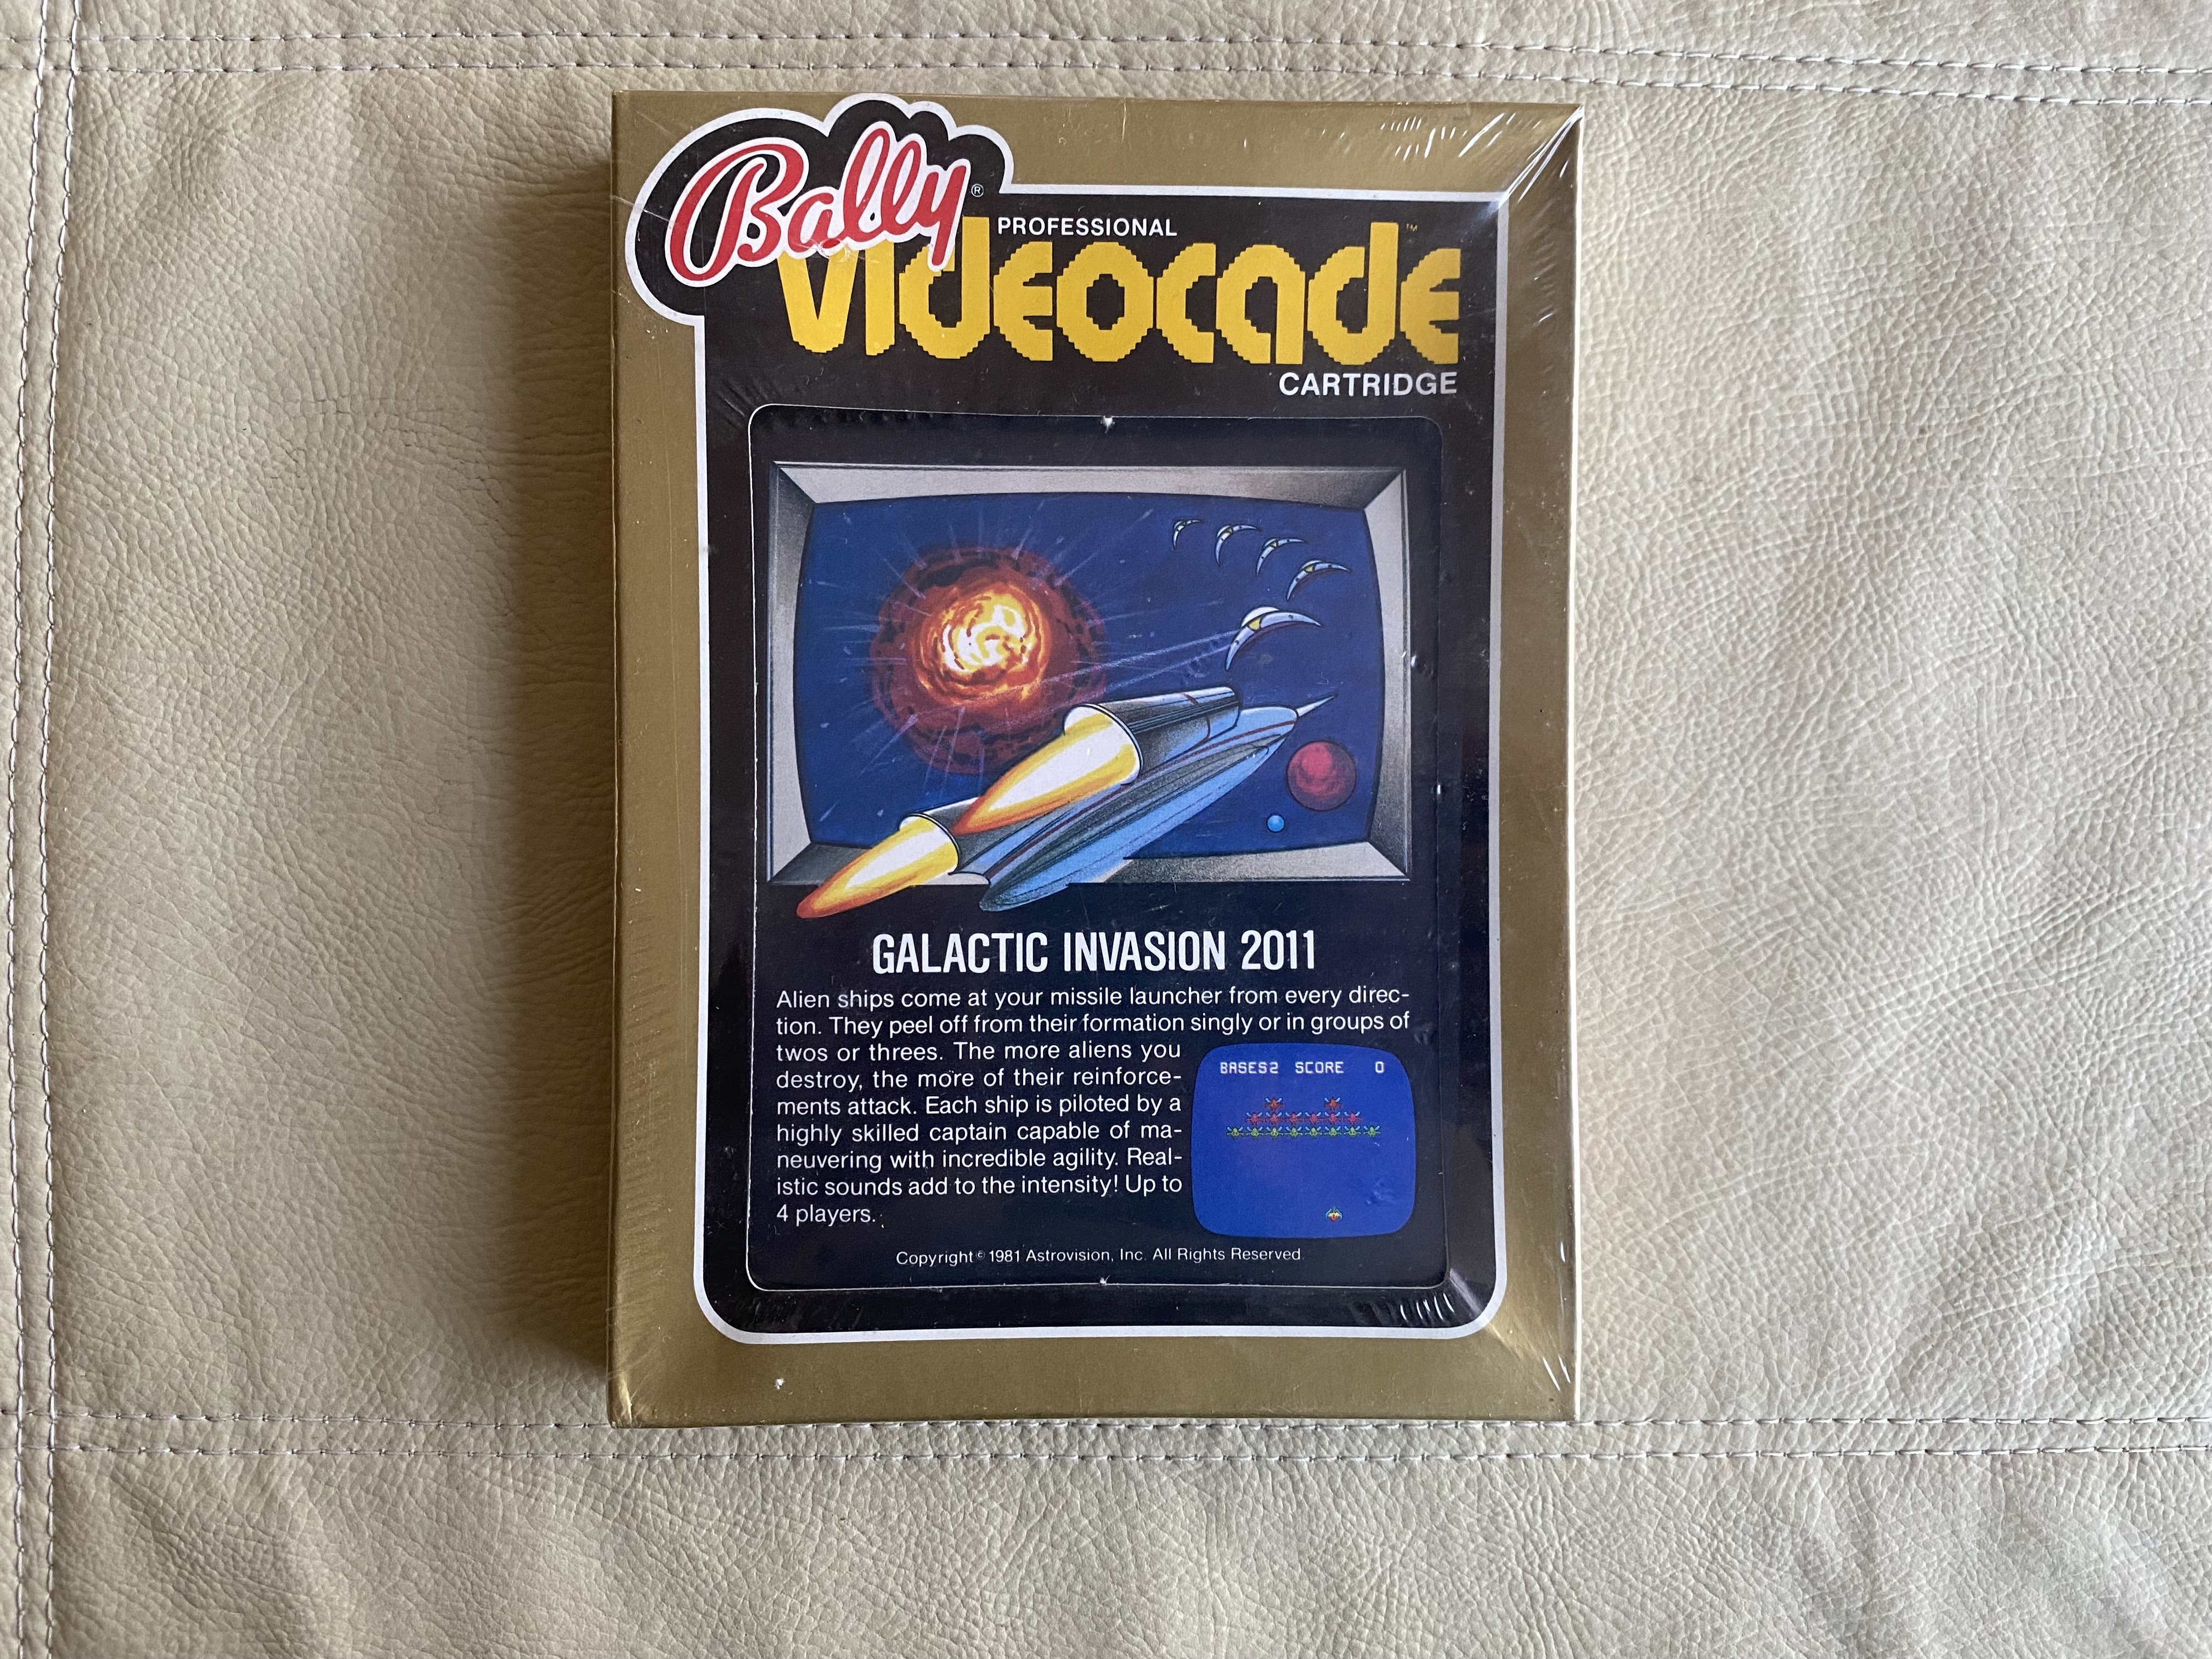 Bally®
PROFESSIONAL
VIDEOCADE™
CARTRIDGE
GALACTIC INVASION 2011
Alien ships come at your missile launcher from every direc-
tion. They peel off from their formation singly or in groups of
twos or threes. The more aliens you
destroy, the more of their reinforce-
ments attack. Each ship is piloted by a
highly skilled captain capable of ma-
neuvering with incredible agility. Real-
istic sounds add to the intensity! Up to
4 players.
BASES2 SCORE 0
Copyright © 1981 Astrovision, Inc. All Rights Reserved.